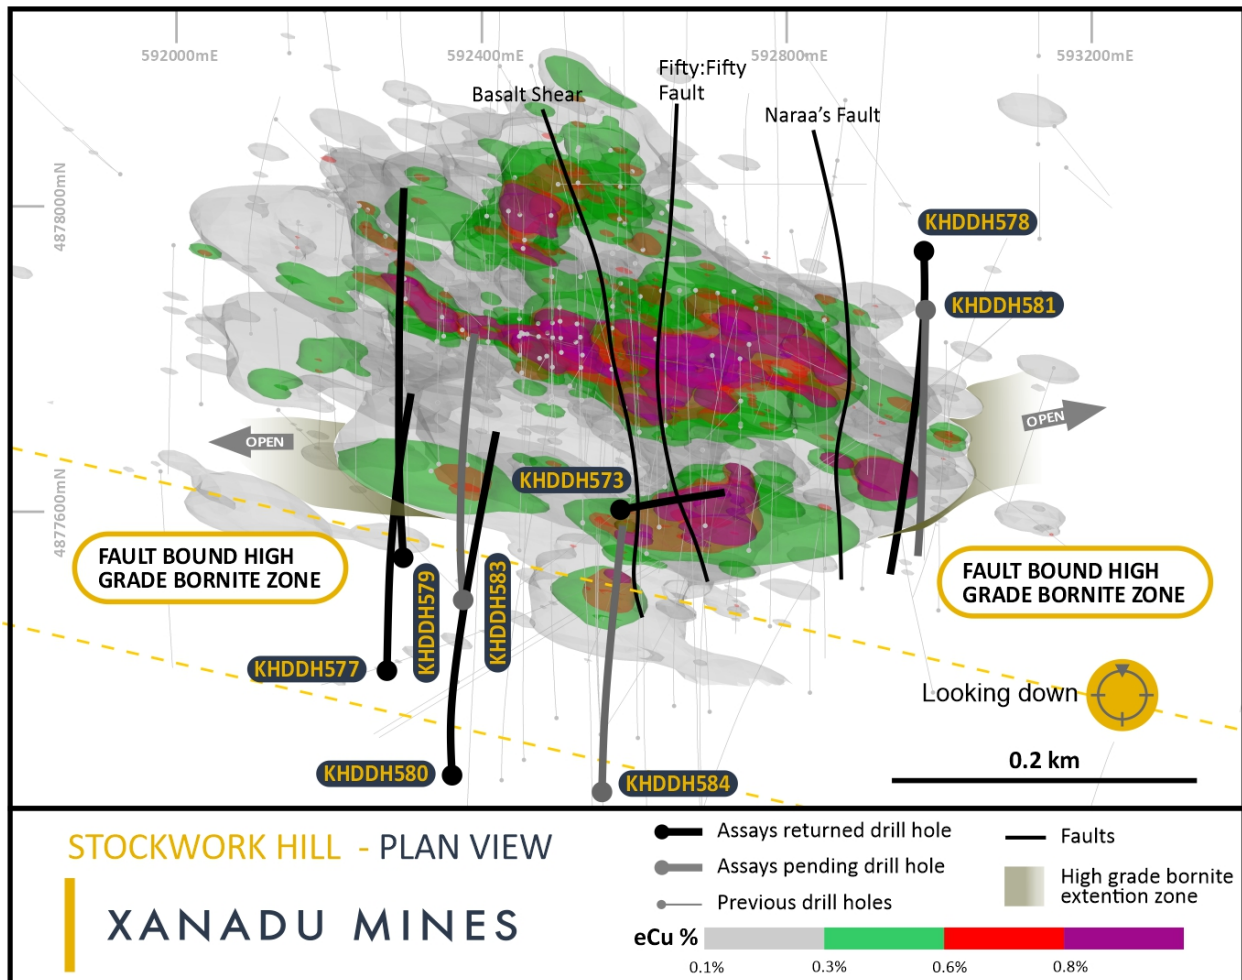 592000mE
592400mE
592800mE
593200mE
Fifty:Fifty
Fault
Basalt Shear
Naraa's Fault
4878000mN
KHDDH578
KHDDH581
OPEN
OPEN
KHDDH573
4877600mN
FAULT BOUND HIGH
GRADE BORNITE ZONE
FAULT BOUND HIGH
GRADE BORNITE ZONE
KHDDH579
KHDDH583
KHDDH577
Looking down
0.2 km
KHDDH580
KHDDH584
STOCKWORK HILL - PLAN VIEW
XANADU MINES
Assays returned drill hole
Assays pending drill hole
Previous drill holes
Faults
High grade bornite
extention zone
eCu %
0.1%
0.3%
0.6%
0.8%